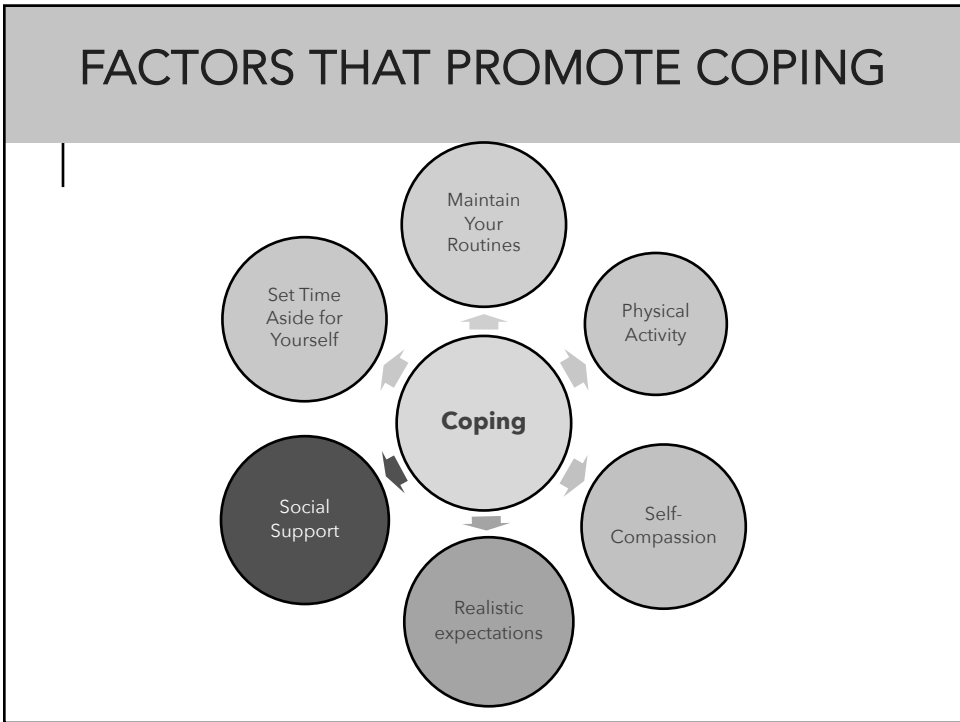 FACTORS THAT PROMOTE COPING
Maintain
Your
Routines
Physical
Activity
Self-
Compassion
Realistic
expectations
Social
Support
Set Time
Aside for
Yourself
Coping